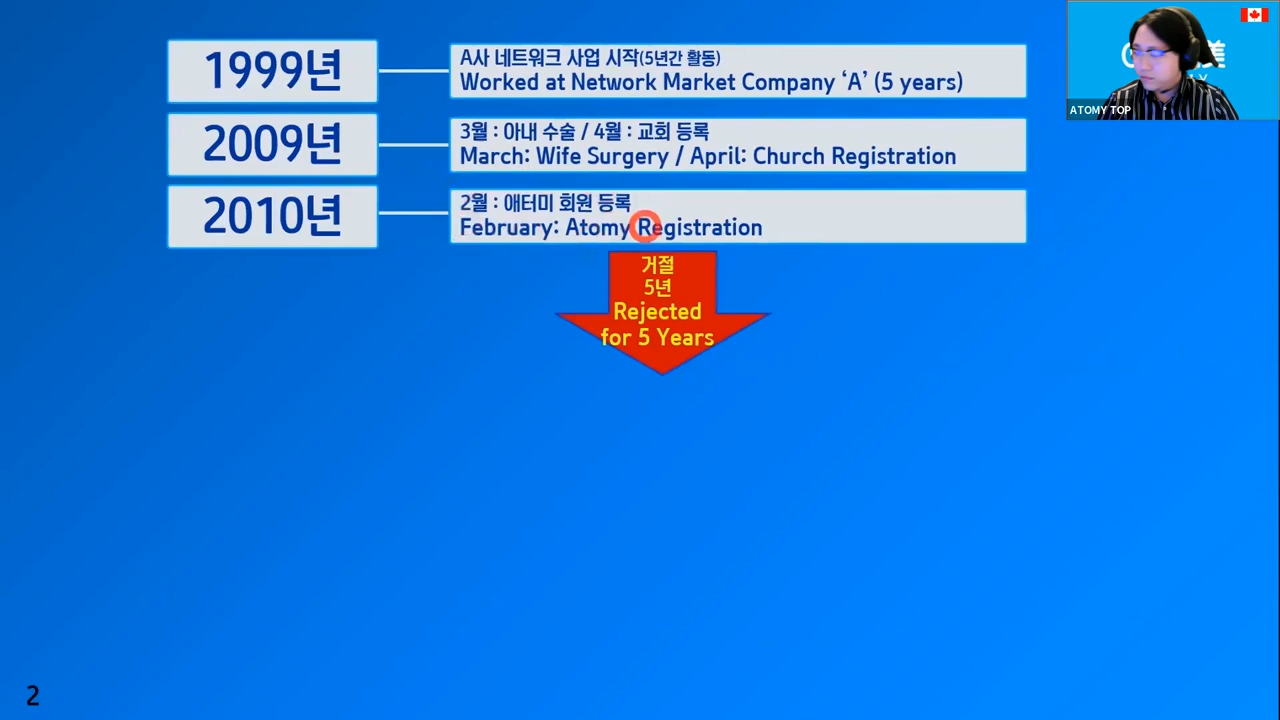 1999년
A사 네트워크 사업 시작(5년간 활동)
Worked at Network Market Company ‘A’ (5 years)
2009년
3월 : 아내 수술 / 4월 : 교회 등록
March: Wife Surgery / April: Church Registration
2010년
2월 : 애터미 회원 등록
February: Atomy Registration
거절
5년
Rejected
for 5 Years
ATOMY TOP
2